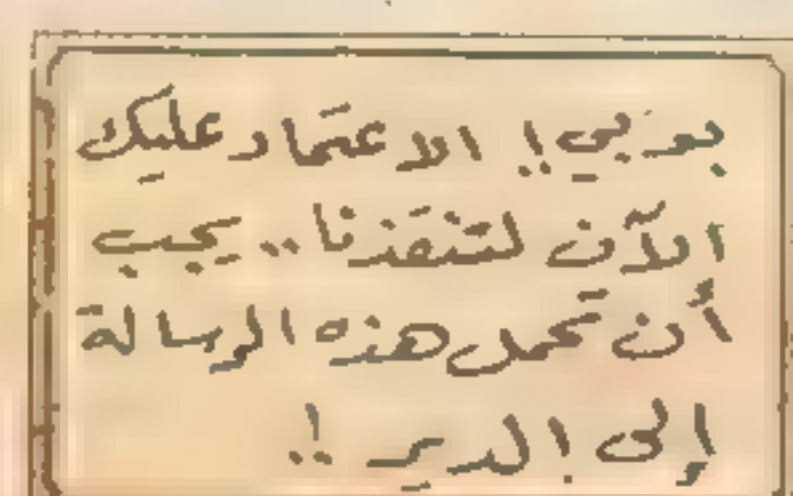 بوبي! الاعتماد عليك
الآن لتنقذنا .. يجب
أن تحمل هذه الرسالة
إلى الدير !!